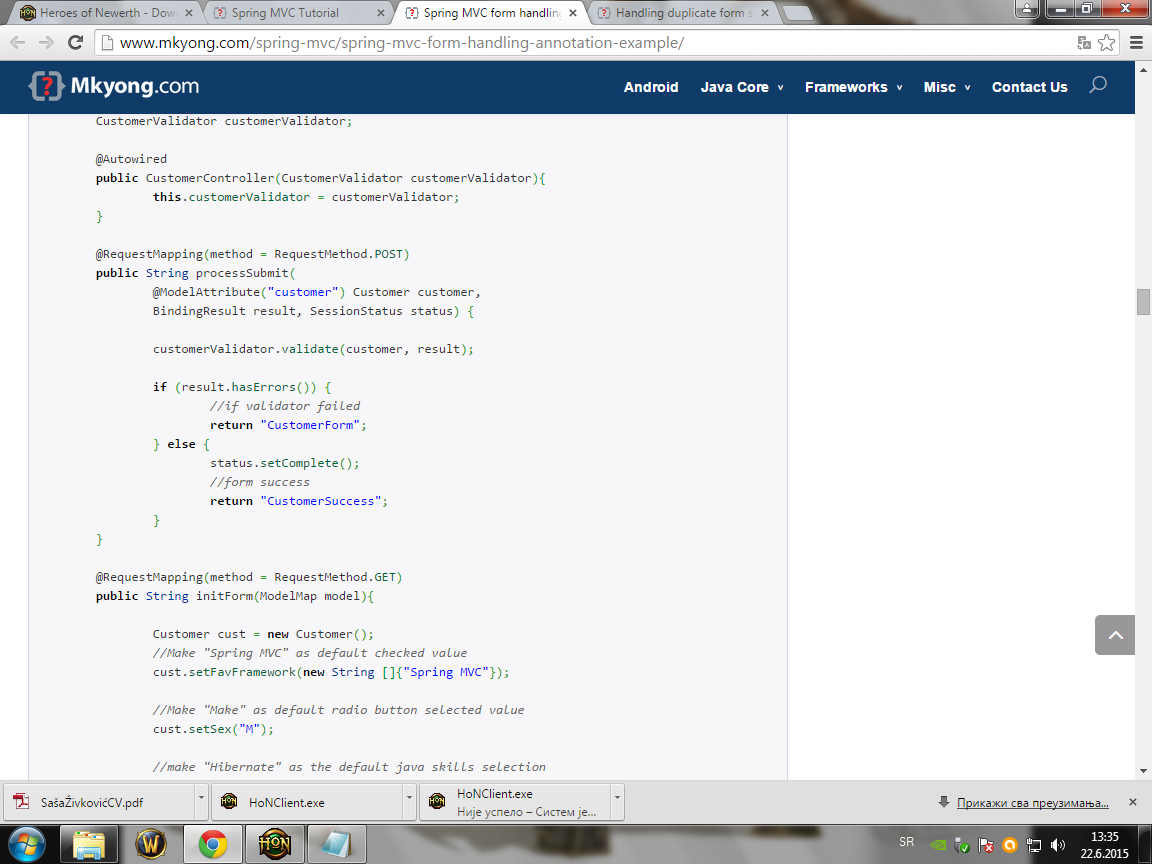 Heroes of Newerth - Dow
Spring MVC Tutorial
Spring MVC form handling
Handling duplicate form s
www.mkyong.com/spring-mvc/spring-mvc-form-handling-annotation-example/
Mkyong.com
Android
Java Core
Frameworks
Misc
Contact Us
CustomerValidator customerValidator;
@Autowired
public CustomerController(CustomerValidator customerValidator){
this.customerValidator = customerValidator;
}
@RequestMapping(method = RequestMethod.POST)
public String processSubmit(
@ModelAttribute("customer") Customer customer,
BindingResult result, SessionStatus status) {
customerValidator.validate(customer, result);
if (result.hasErrors()) {
//if validator failed
return "CustomerForm";
} else {
status.setComplete();
//form success
return "CustomerSuccess";
}
}
@RequestMapping(method = RequestMethod.GET)
public String initForm(ModelMap model){
Customer cust = new Customer();
//Make "Spring MVC" as default checked value
cust.setFavFramework(new String []{"Spring MVC"});
//Make "Make" as default radio button selected value
cust.setSex("M");
//make "Hibernate" as the default java skills selection
SašaŽivkovićCV.pdf
HoNClient.exe
HoNClient.exe
Није успело – Систем је...
Прикажи сва преузимања...
HON
SR
13:35
22.6.2015